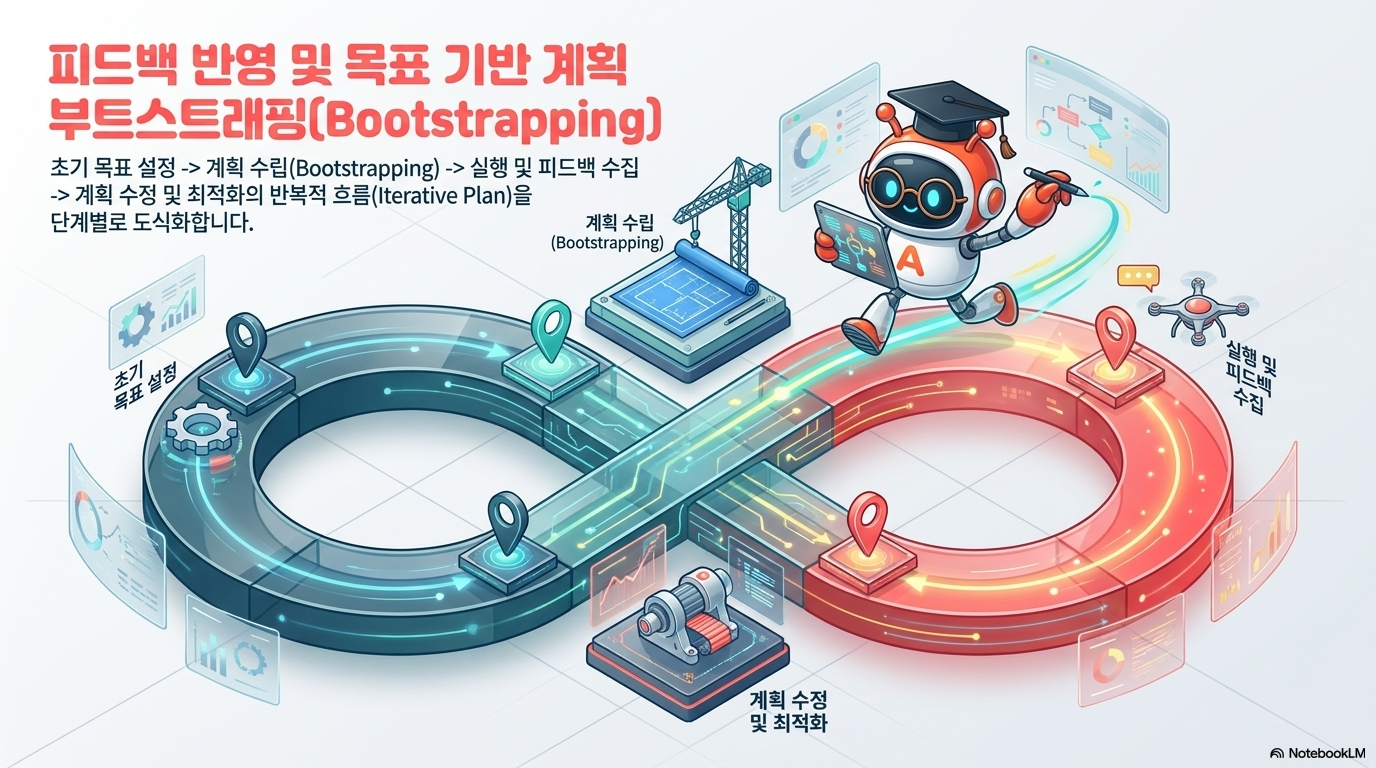 피드백 반영 및 목표 기반 계획
부트스트래핑(Bootstrapping)
초기 목표 설정 -> 계획 수립(Bootstrapping) -> 실행 및 피드백 수집
-> 계획 수정 및 최적화의 반복적 흐름(Iterative Plan)을
단계별로 도식화합니다.
계획 수립
(Bootstrapping)
A
초기
목표 설정
실행 및
피드백
수집
계획 수정
및 최적화
NotebookLM